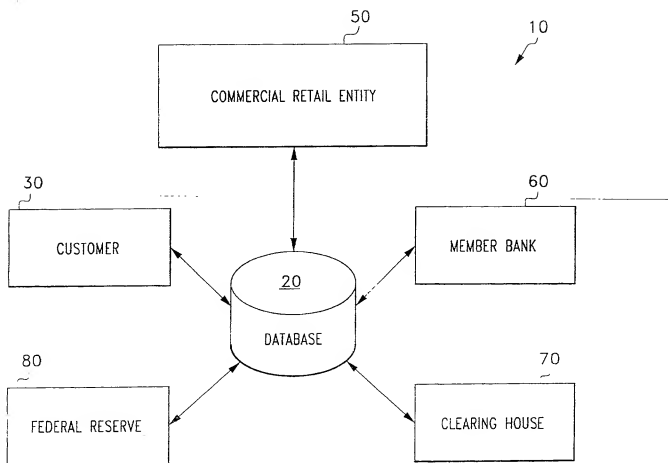 50
10
COMMERCIAL RETAIL ENTITY
30
60
CUSTOMER
MEMBER BANK
20
DATABASE
80
70
FEDERAL RESERVE
CLEARING HOUSE